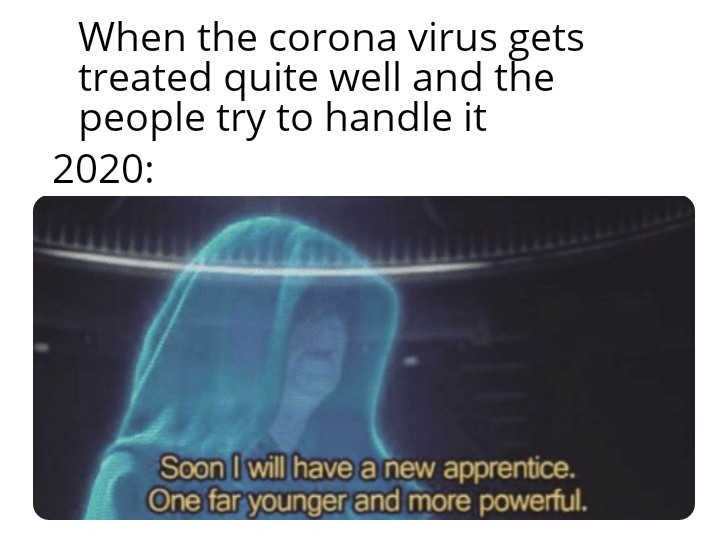 When the corona virus gets
treated quite well and the
people try to handle it
2020:
Soon I will have a new apprentice.
One far younger and more powerful.